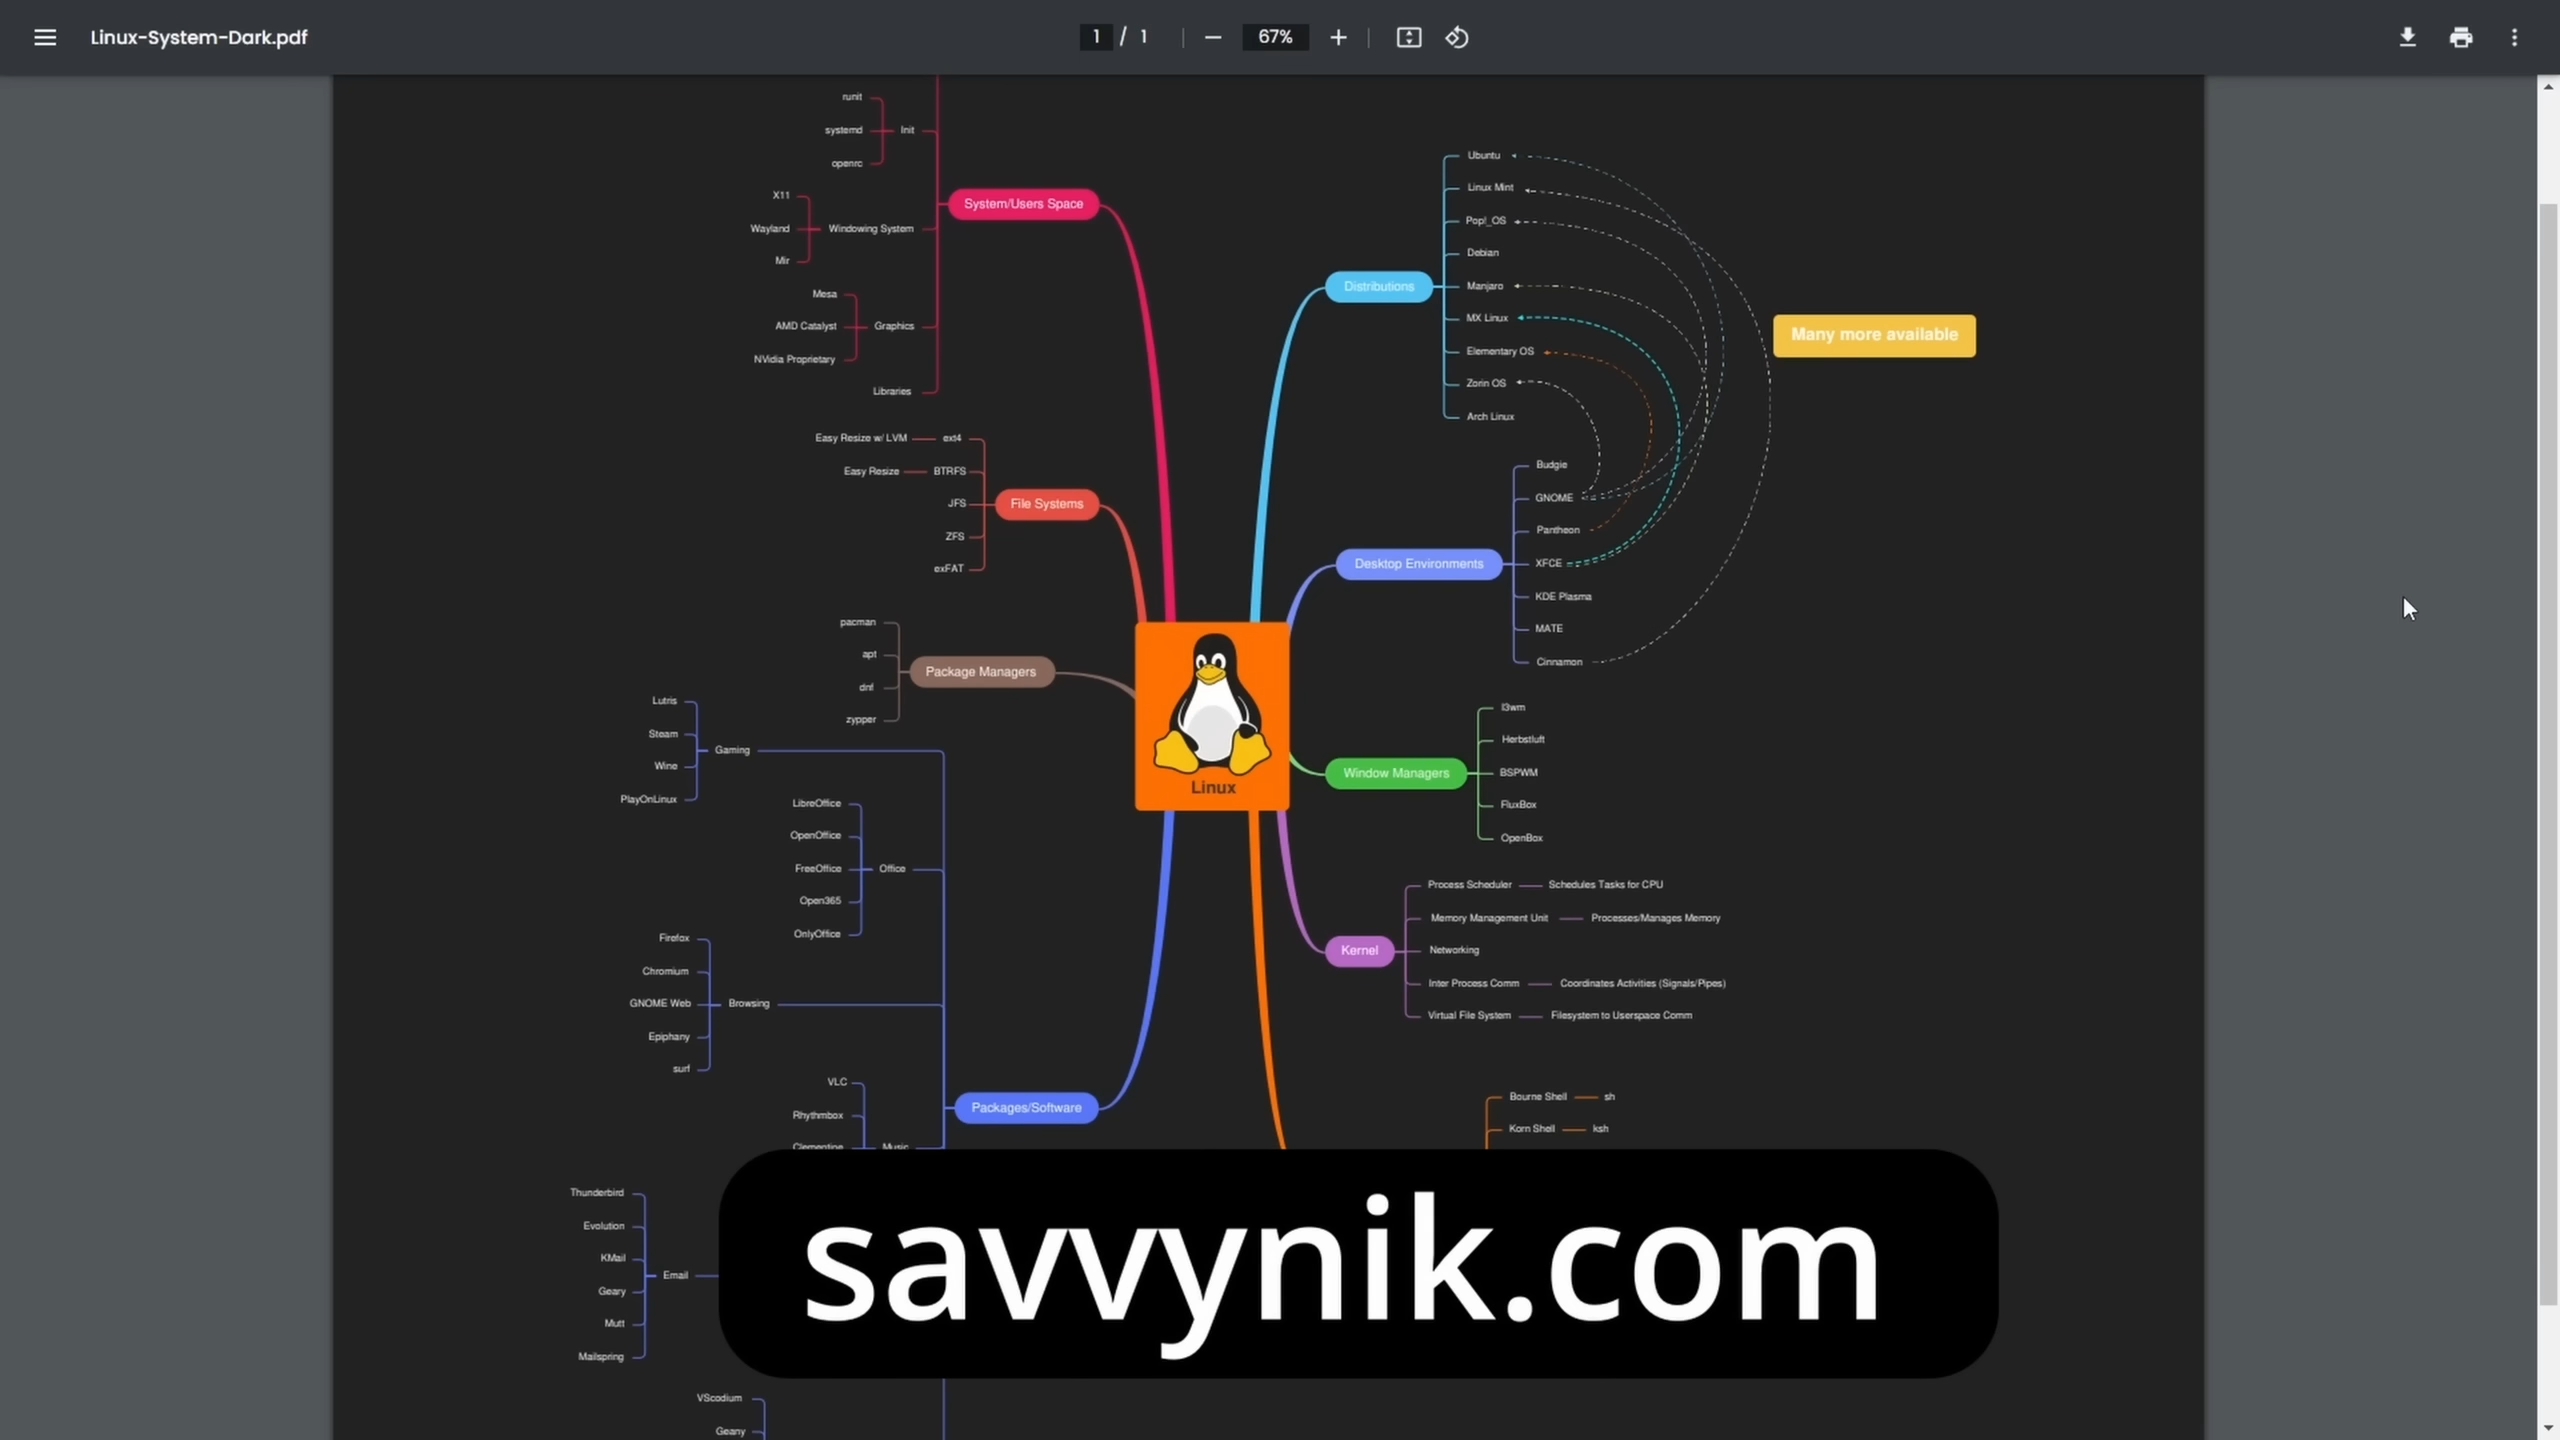 Linux-System-Dark.pdf
1 / 1
67%
runit
systemd
openrc
Init
X11
Wayland
Mir
Windowing System
Mesa
AMD Catalyst
NVidia Proprietary
Graphics
Libraries
System/Users Space
Easy Resize w/ LVM
ext4
Easy Resize
BTRFS
JFS
ZFS
exFAT
File Systems
pacman
apt
dnf
zypper
Package Managers
Lutris
Steam
Wine
PlayOnLinux
Gaming
LibreOffice
OpenOffice
FreeOffice
Open365
OnlyOffice
Office
Firefox
Chromium
GNOME Web
Epiphany
surf
Browsing
VLC
Rhythmbox
Clementine
Music
Packages/Software
Thunderbird
Evolution
KMail
Geary
Mutt
Mailspring
Email
VScodium
Geany
Linux
Distributions
Ubuntu
Linux Mint
Pop!_OS
Debian
Manjaro
MX Linux
Elementary OS
Zorin OS
Arch Linux
Many more available
Desktop Environments
Budgie
GNOME
Pantheon
XFCE
KDE Plasma
MATE
Cinnamon
Window Managers
I3wm
Herbstluft
BSPWM
FluxBox
OpenBox
Kernel
Process Scheduler
Schedules Tasks for CPU
Memory Management Unit
Processes/Manages Memory
Networking
Inter Process Comm
Coordinates Activities (Signals/Pipes)
Virtual File System
Filesystem to Userspace Comm
Bourne Shell
sh
Korn Shell
ksh
savvynik.com